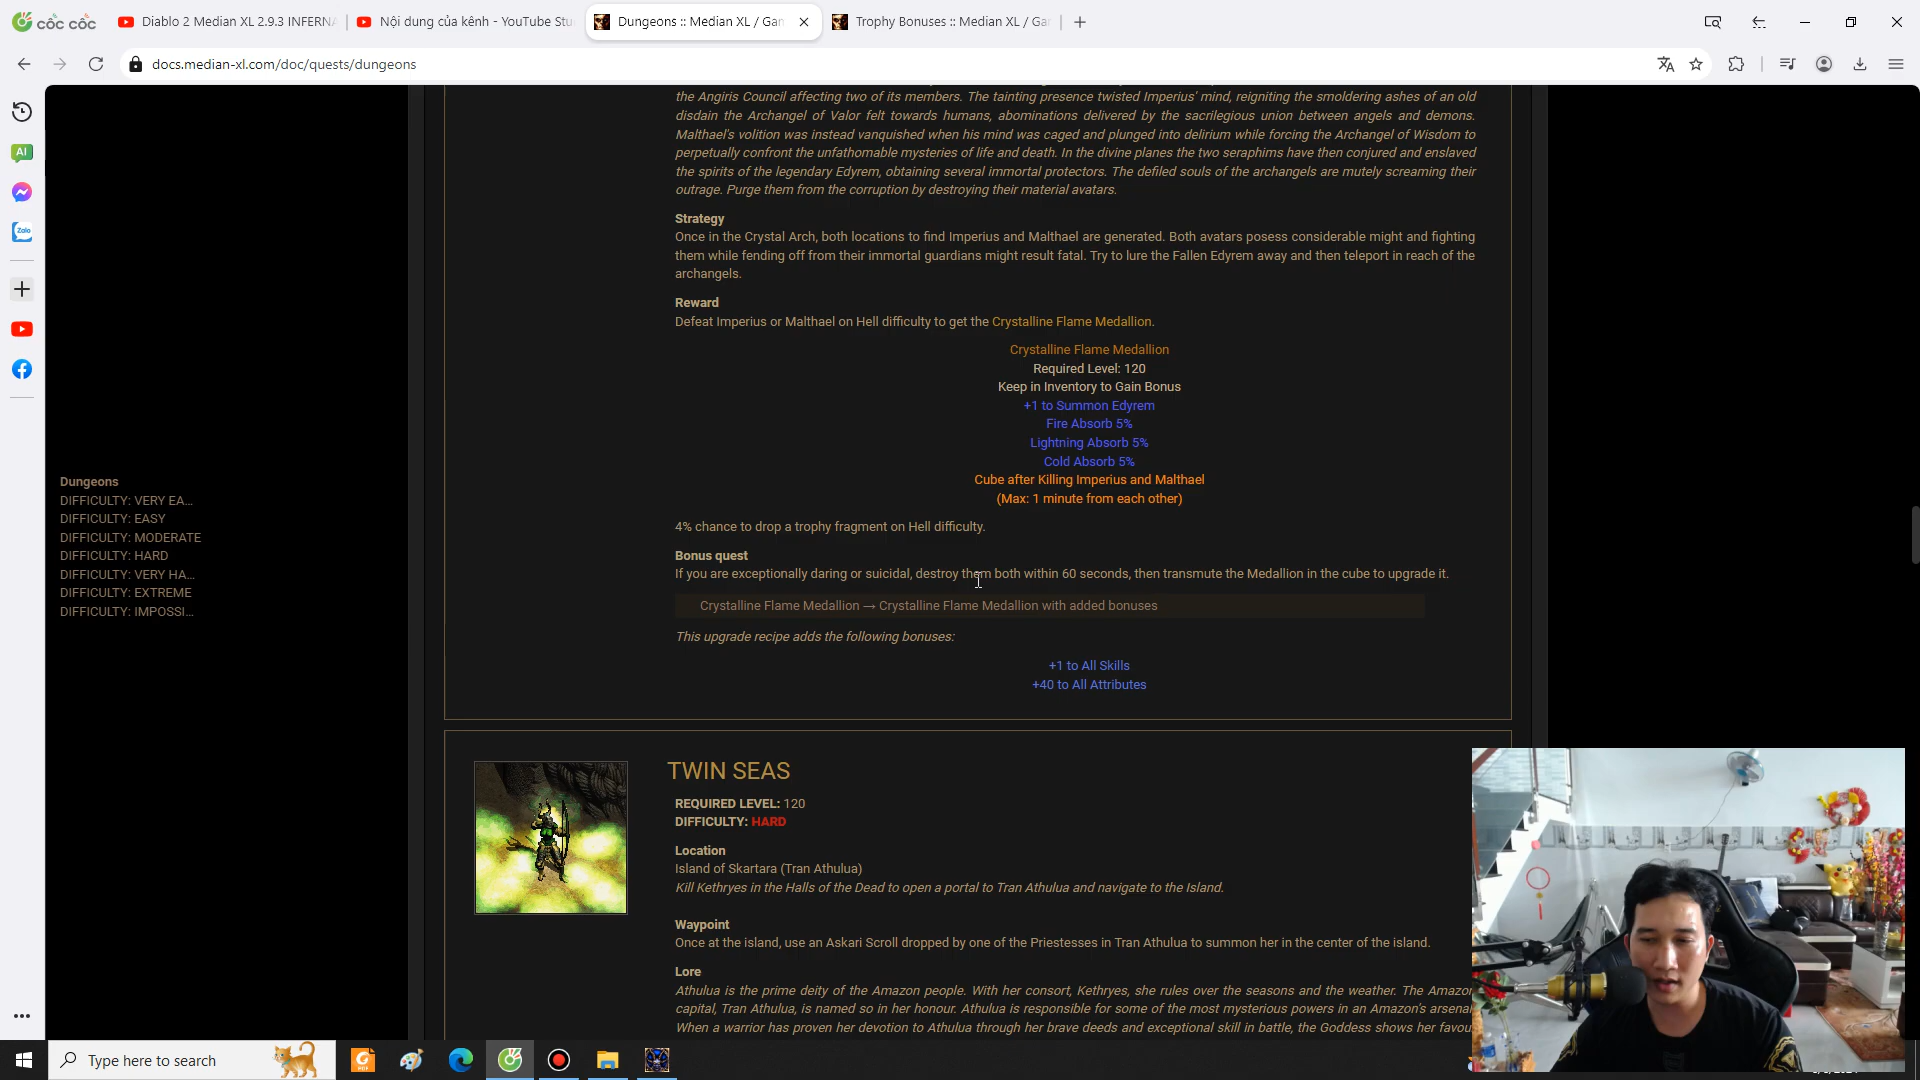 cốc cốc
Diablo 2 Median XL 2.9.3 INFERNA
Nội dung của kênh - YouTube Stu
Dungeons :: Median XL / Gam
Trophy Bonuses :: Median XL / Ga
docs.median-xl.com/doc/quests/dungeons
AI
Zalo
Dungeons
DIFFICULTY: VERY EA...
DIFFICULTY: EASY
DIFFICULTY: MODERATE
DIFFICULTY: HARD
DIFFICULTY: VERY HA...
DIFFICULTY: EXTREME
DIFFICULTY: IMPOSSI...
the Angiris Council affecting two of its members. The tainting presence twisted Imperius' mind, reigniting the smoldering ashes of an old
disdain the Archangel of Valor felt towards humans, abominations delivered by the sacrilegious union between angels and demons.
Malthael's volition was instead vanquished when his mind was caged and plunged into delirium while forcing the Archangel of Wisdom to
perpetually confront the unfathomable mysteries of life and death. In the divine planes the two seraphims have then conjured and enslaved
the spirits of the legendary Edyrem, obtaining several immortal protectors. The defiled souls of the archangels are mutely screaming their
outrage. Purge them from the corruption by destroying their material avatars.
Strategy
Once in the Crystal Arch, both locations to find Imperius and Malthael are generated. Both avatars posess considerable might and fighting
them while fending off from their immortal guardians might result fatal. Try to lure the Fallen Edyrem away and then teleport in reach of the
archangels.
Reward
Defeat Imperius or Malthael on Hell difficulty to get the Crystalline Flame Medallion.
Crystalline Flame Medallion
Required Level: 120
Keep in Inventory to Gain Bonus
+1 to Summon Edyrem
Fire Absorb 5%
Lightning Absorb 5%
Cold Absorb 5%
Cube after Killing Imperius and Malthael
(Max: 1 minute from each other)
4% chance to drop a trophy fragment on Hell difficulty.
Bonus quest
If you are exceptionally daring or suicidal, destroy them both within 60 seconds, then transmute the Medallion in the cube to upgrade it.
Crystalline Flame Medallion → Crystalline Flame Medallion with added bonuses
This upgrade recipe adds the following bonuses:
+1 to All Skills
+40 to All Attributes
TWIN SEAS
REQUIRED LEVEL: 120
DIFFICULTY: HARD
Location
Island of Skartara (Tran Athulua)
Kill Kethryes in the Halls of the Dead to open a portal to Tran Athulua and navigate to the Island.
Waypoint
Once at the island, use an Askari Scroll dropped by one of the Priestesses in Tran Athulua to summon her in the center of the island.
Lore
Athulua is the prime deity of the Amazon people. With her consort, Kethryes, she rules over the seasons and the weather. The Amazon
capital, Tran Athulua, is named so in her honour. Athulua is responsible for some of the most mysterious powers in an Amazon's arsenal
When a warrior has proven her devotion to Athulua through her brave deeds and exceptional skill in battle, the Goddess shows her favou
Type here to search
PDF